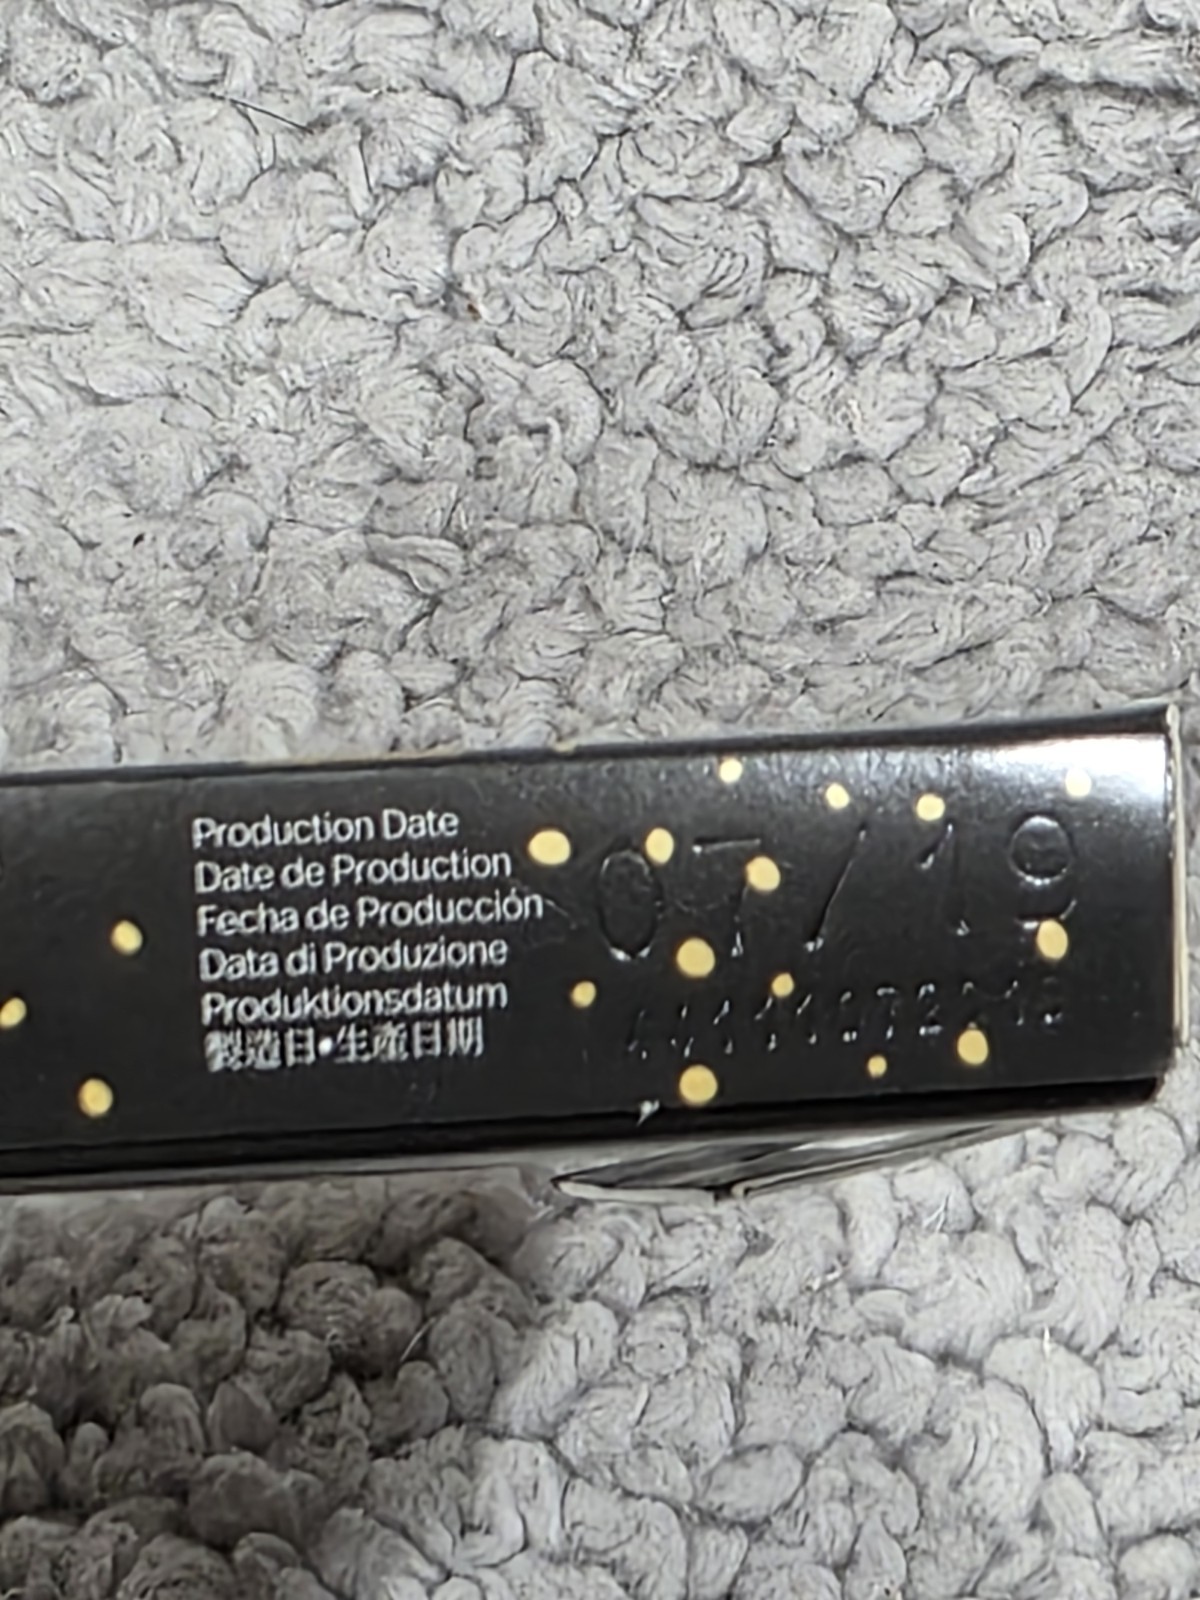 Production Date
Date de Production
Fecha de Producción
Data di Produzione
Produktionsdatum
製造日•生産日期
07/19